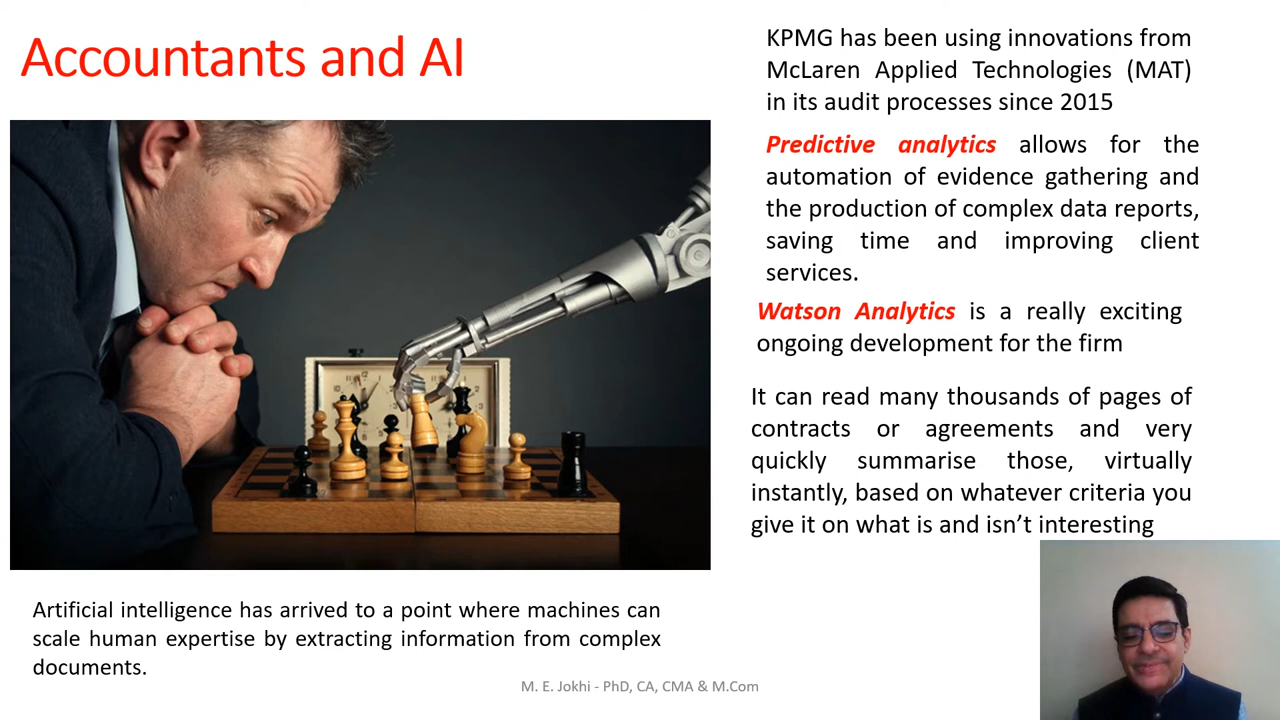 Accountants and AI
KPMG has been using innovations from
McLaren Applied Technologies (MAT)
in its audit processes since 2015
Predictive analytics allows for the
automation of evidence gathering and
the production of complex data reports,
saving time and improving client
services.
Watson Analytics is a really exciting
ongoing development for the firm
It can read many thousands of pages of
contracts or agreements and very
quickly summarise those, virtually
instantly, based on whatever criteria you
give it on what is and isn’t interesting
Artificial intelligence has arrived to a point where machines can
scale human expertise by extracting information from complex
documents.
M. E. Jokhi - PhD, CA, CMA & M.Com